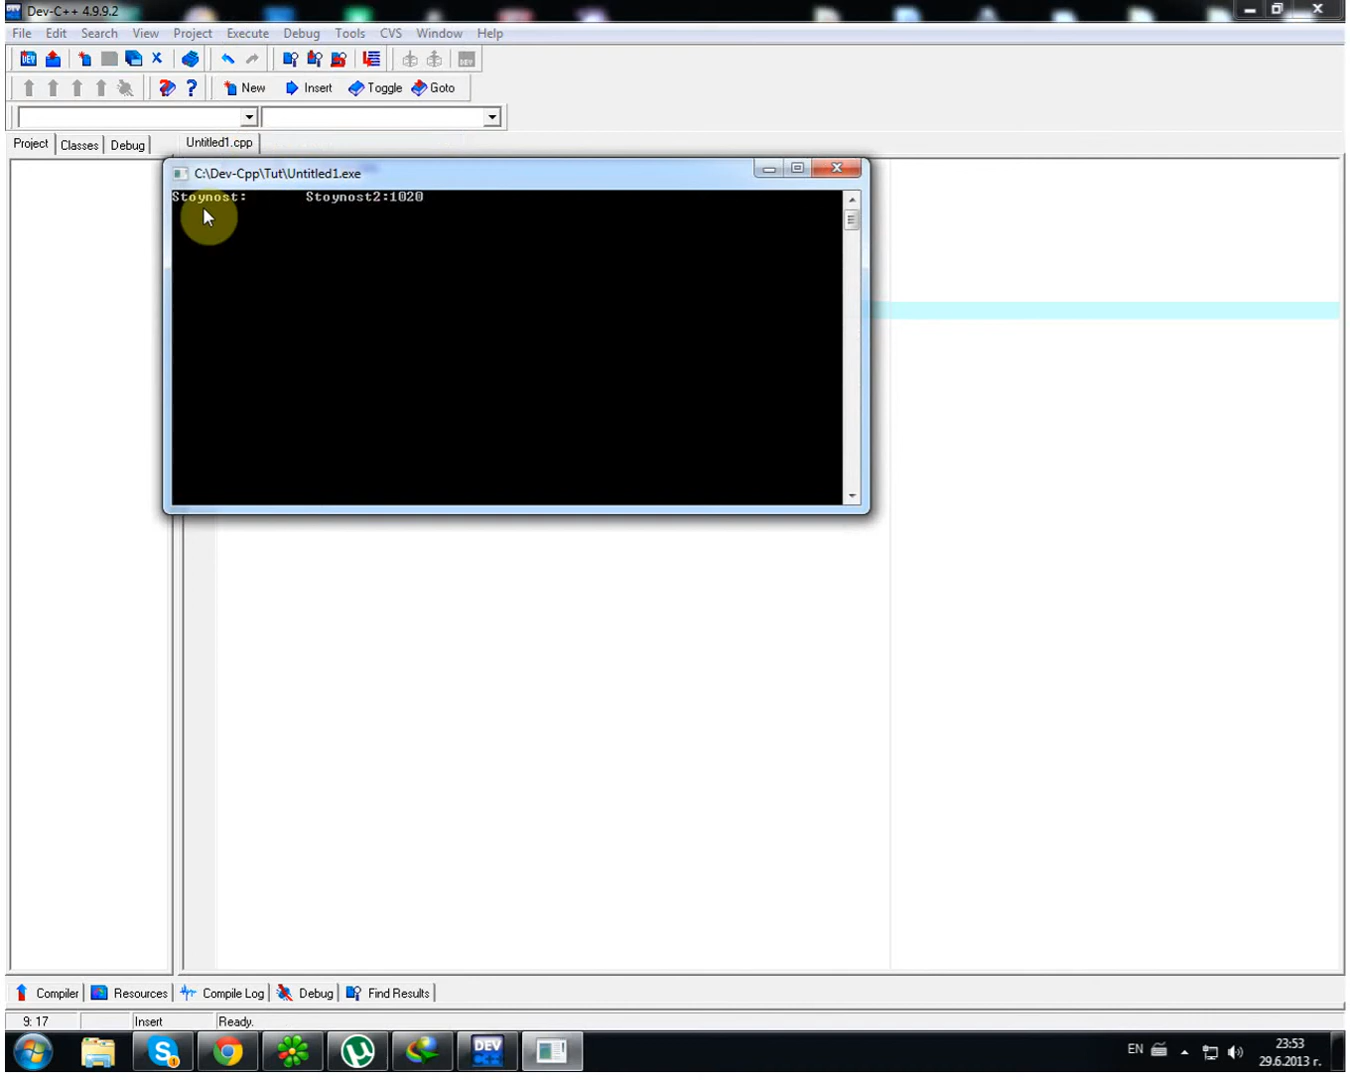 Dev-C++ 4.9.9.2
File Edit Search View Project Execute Debug Tools CVS Window Help
New Insert Toggle Goto
Project Classes Debug Untitled1.cpp
C:\Dev-Cpp\Tut\Untitled1.exe
Stoynost: Stoynost2:1020
Compiler Resources Compile Log Debug Find Results
9: 17 Insert Ready.
EN 23:53
29.6.2013 г.